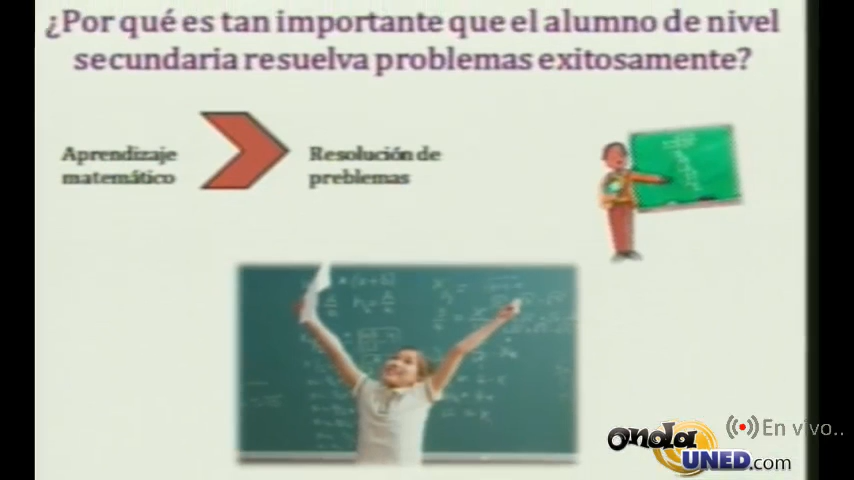 ¿Por qué es tan importante que el alumno de nivel
secundaria resuelva problemas exitosamente?
Aprendizaje
matemático
Resolución de
preblemas
onda
UNED.com
En vivo..